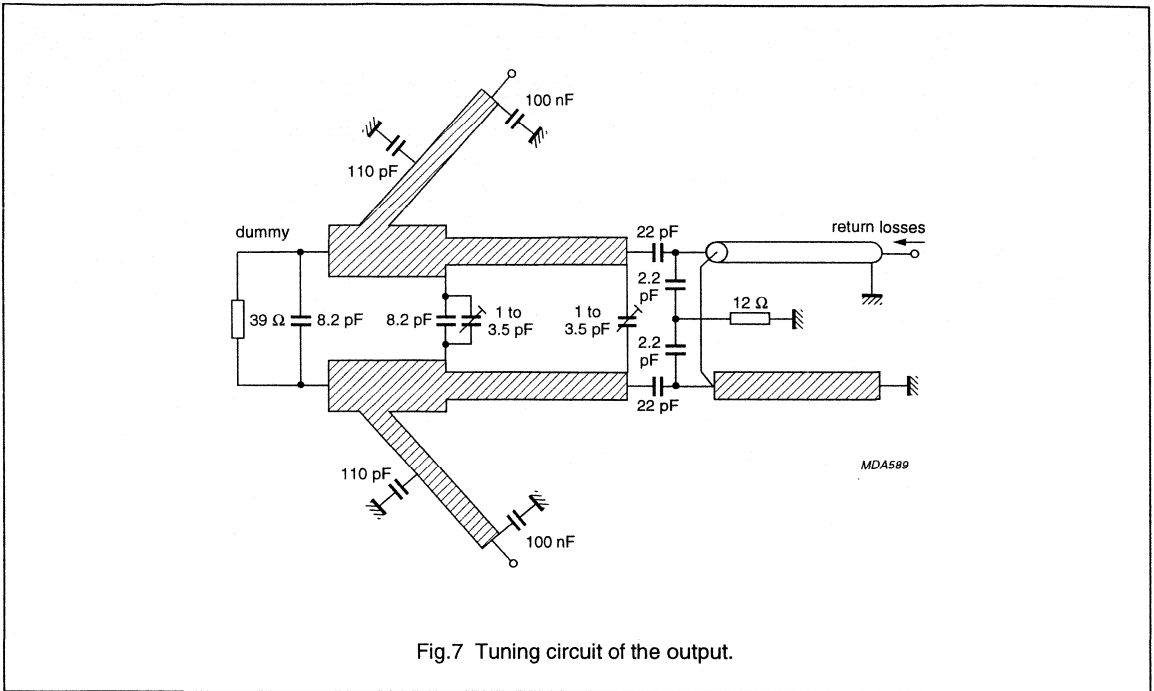 100 nF
110 pF
dummy
22 pF
return losses
2.2
pF
39 Ω
8.2 pF
8.2 pF
1 to
3.5 pF
1 to
3.5 pF
12 Ω
2.2
pF
22 pF
110 pF
MDA589
100 nF
Fig.7 Tuning circuit of the output.